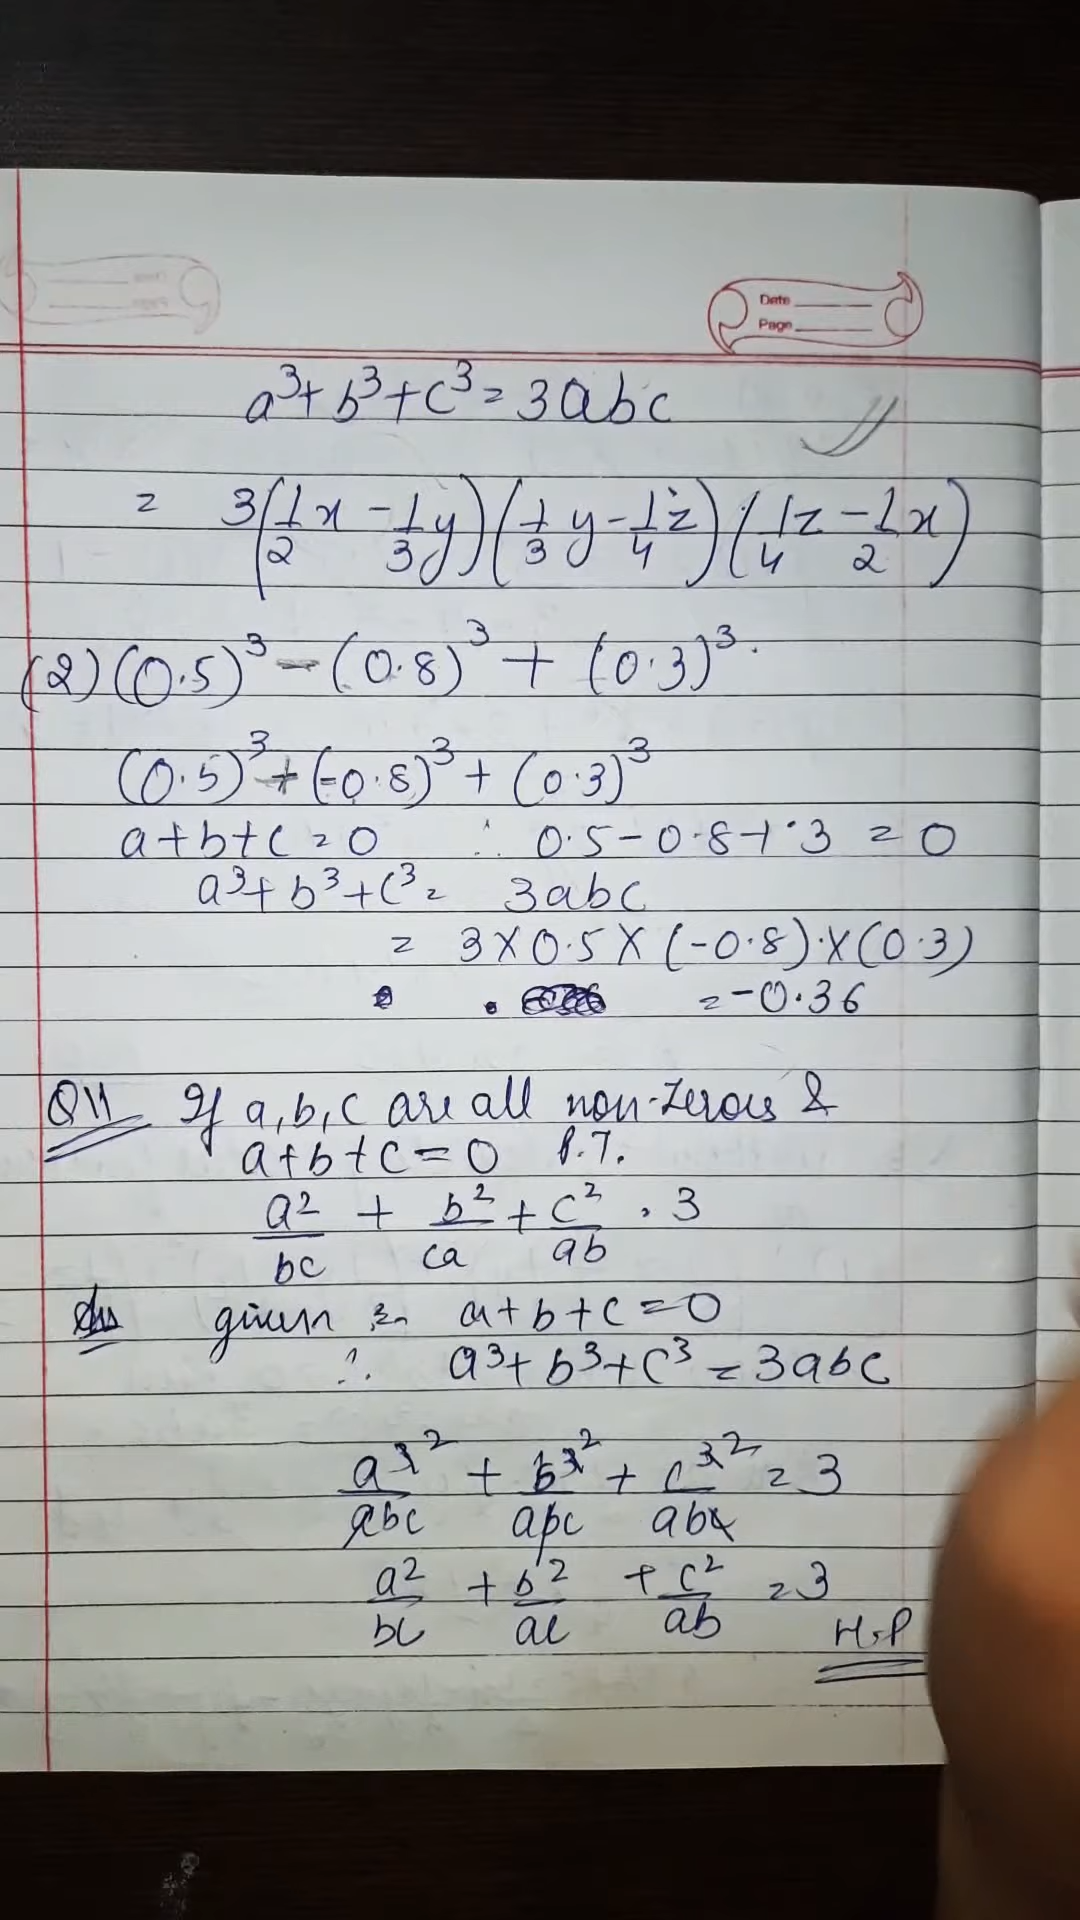 Date
Page
a³+b³+c³=3abc
= 3(1/2 x - 1/3 y)(1/3 y - 1/4 z)(1/4 z - 1/2 x)
(2) (0.5)³ - (0.8)³ + (0.3)³.
(0.5)³ + (-0.8)³ + (0.3)³
a+b+c=0 ∴ 0.5-0.8+.3 = 0
a³+b³+c³= 3abc
= 3×0.5×(-0.8).×(0.3)
=-0.36
Q11 If a,b,c are all non-zeros &
a+b+c=0 P.T.
a²/bc + b²/ca + c²/ab = 3
Ans given a+b+c=0
∴ a³+b³+c³=3abc
a³²/abc + b³²/abc + c³²/abc = 3
a²/bc + b²/ac + c²/ab = 3
H.P